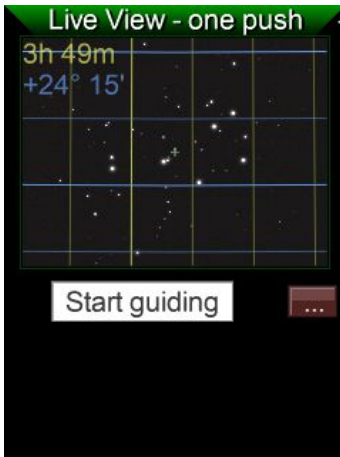 Live View - one push
3h 49m
+24° 15'
Start guiding
...